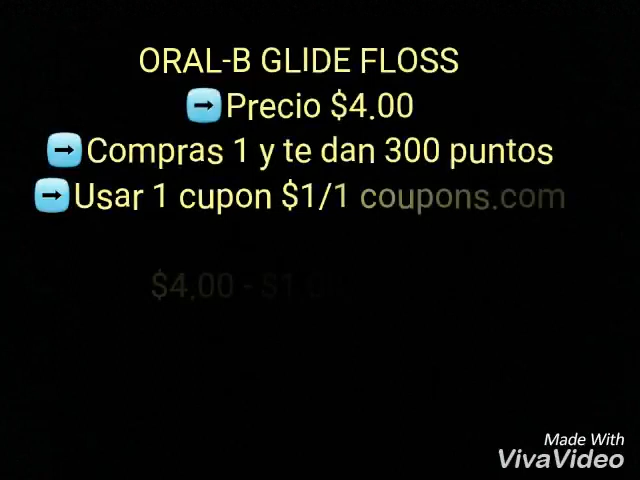 ORAL-B GLIDE FLOSS
➡Precio $4.00
➡Compras 1 y te dan 300 puntos
➡Usar 1 cupon $1/1 coupons.com
$4.00 - $1.00
Made With
VivaVideo